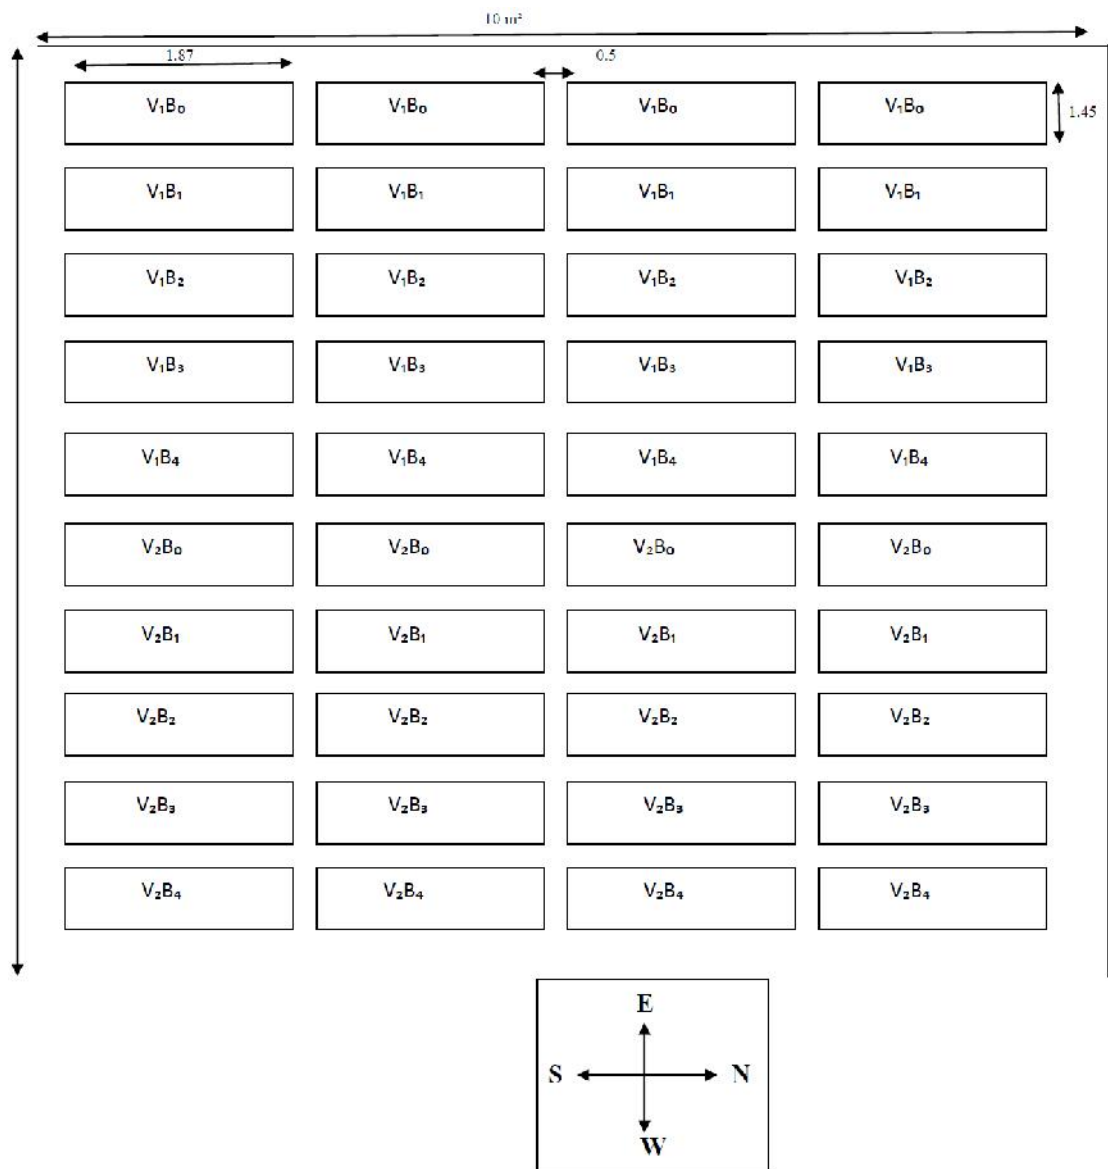 10 m²
1.87 0.5
V₁B₀ V₁B₀ V₁B₀ V₁B₀
1.45
V₁B₁ V₁B₁ V₁B₁ V₁B₁
V₁B₂ V₁B₂ V₁B₂ V₁B₂
V₁B₃ V₁B₃ V₁B₃ V₁B₃
V₁B₄ V₁B₄ V₁B₄ V₁B₄
V₂B₀ V₂B₀ V₂B₀ V₂B₀
V₂B₁ V₂B₁ V₂B₁ V₂B₁
V₂B₂ V₂B₂ V₂B₂ V₂B₂
V₂B₃ V₂B₃ V₂B₃ V₂B₃
V₂B₄ V₂B₄ V₂B₄ V₂B₄
E
S N
W